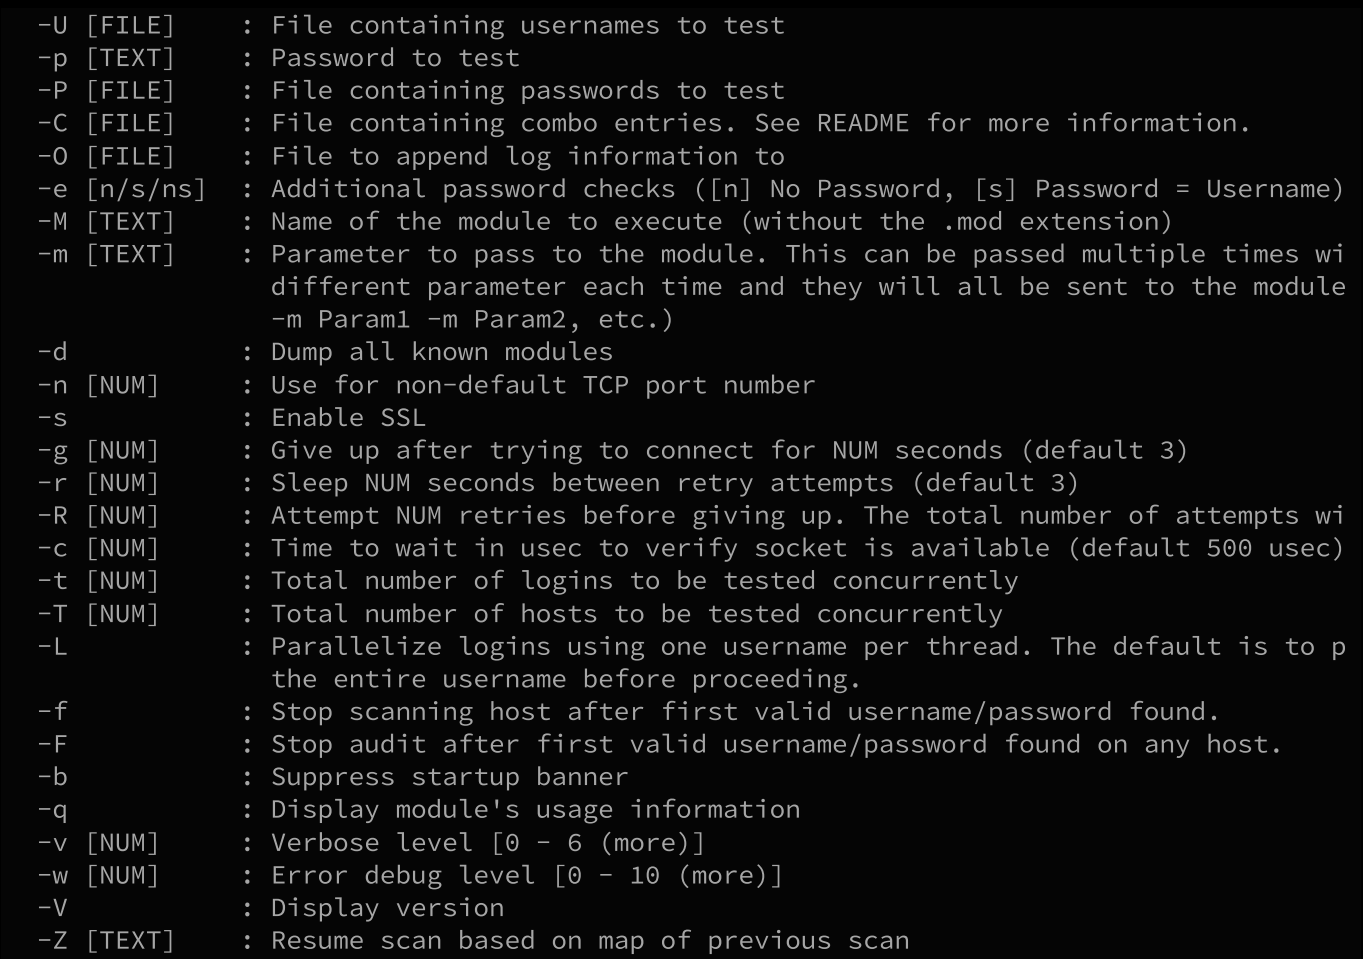 -U [FILE]    : File containing usernames to test
-p [TEXT]    : Password to test
-P [FILE]    : File containing passwords to test
-C [FILE]    : File containing combo entries. See README for more information.
-O [FILE]    : File to append log information to
-e [n/s/ns]  : Additional password checks ([n] No Password, [s] Password = Username)
-M [TEXT]    : Name of the module to execute (without the .mod extension)
-m [TEXT]    : Parameter to pass to the module. This can be passed multiple times wi
               different parameter each time and they will all be sent to the module
               -m Param1 -m Param2, etc.)
-d           : Dump all known modules
-n [NUM]     : Use for non-default TCP port number
-s           : Enable SSL
-g [NUM]     : Give up after trying to connect for NUM seconds (default 3)
-r [NUM]     : Sleep NUM seconds between retry attempts (default 3)
-R [NUM]     : Attempt NUM retries before giving up. The total number of attempts wi
-c [NUM]     : Time to wait in usec to verify socket is available (default 500 usec)
-t [NUM]     : Total number of logins to be tested concurrently
-T [NUM]     : Total number of hosts to be tested concurrently
-L           : Parallelize logins using one username per thread. The default is to p
               the entire username before proceeding.
-f           : Stop scanning host after first valid username/password found.
-F           : Stop audit after first valid username/password found on any host.
-b           : Suppress startup banner
-q           : Display module's usage information
-v [NUM]     : Verbose level [0 - 6 (more)]
-w [NUM]     : Error debug level [0 - 10 (more)]
-V           : Display version
-Z [TEXT]    : Resume scan based on map of previous scan